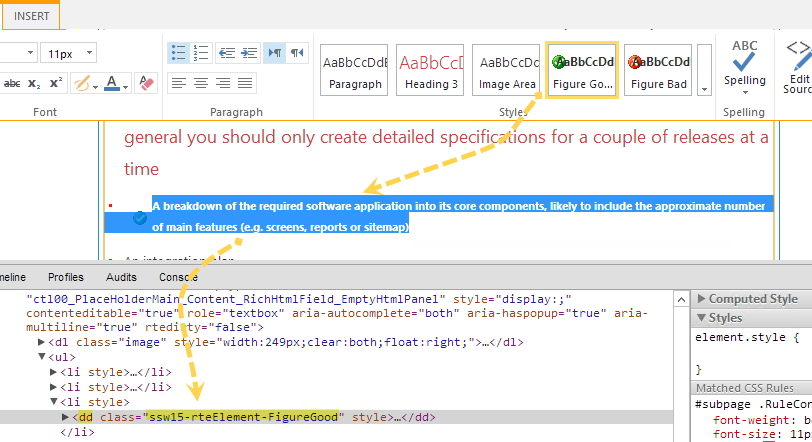 INSERT
11px
AaBbCcDdE AaBbCcDd AaBbCcDdE AaBbCcDd AaBbCcDd ABC
Paragraph Heading 3 Image Area Figure Go... Figure Bad Spelling Edit
abc x₂ x² A Sourc
Font Paragraph Styles Spelling
general you should only create detailed specifications for a couple of releases at a
time
A breakdown of the required software application into its core components, likely to include the approximate number
of main features (e.g. screens, reports or sitemap)
meline Profiles Audits Console
"ctl00_PlaceHolderMain_Content_RichHtmlField_EmptyHtmlPanel" style="display:;"
contenteditable="true" role="textbox" aria-autocomplete="both" aria-haspopup="true" aria-
multiline="true" rtedirty="false">
<dl class="image" style="width:249px;clear:both;float:right;">…</dl>
<ul>
<li style>…</li>
<li style>…</li>
<li style>
<dd class="ssw15-rteElement-FigureGood" style>…</dd>
</li>
Computed Style
Styles
element.style {
}
Matched CSS Rules
#subpage .RuleCon
font-weight: b
font-size: 11p